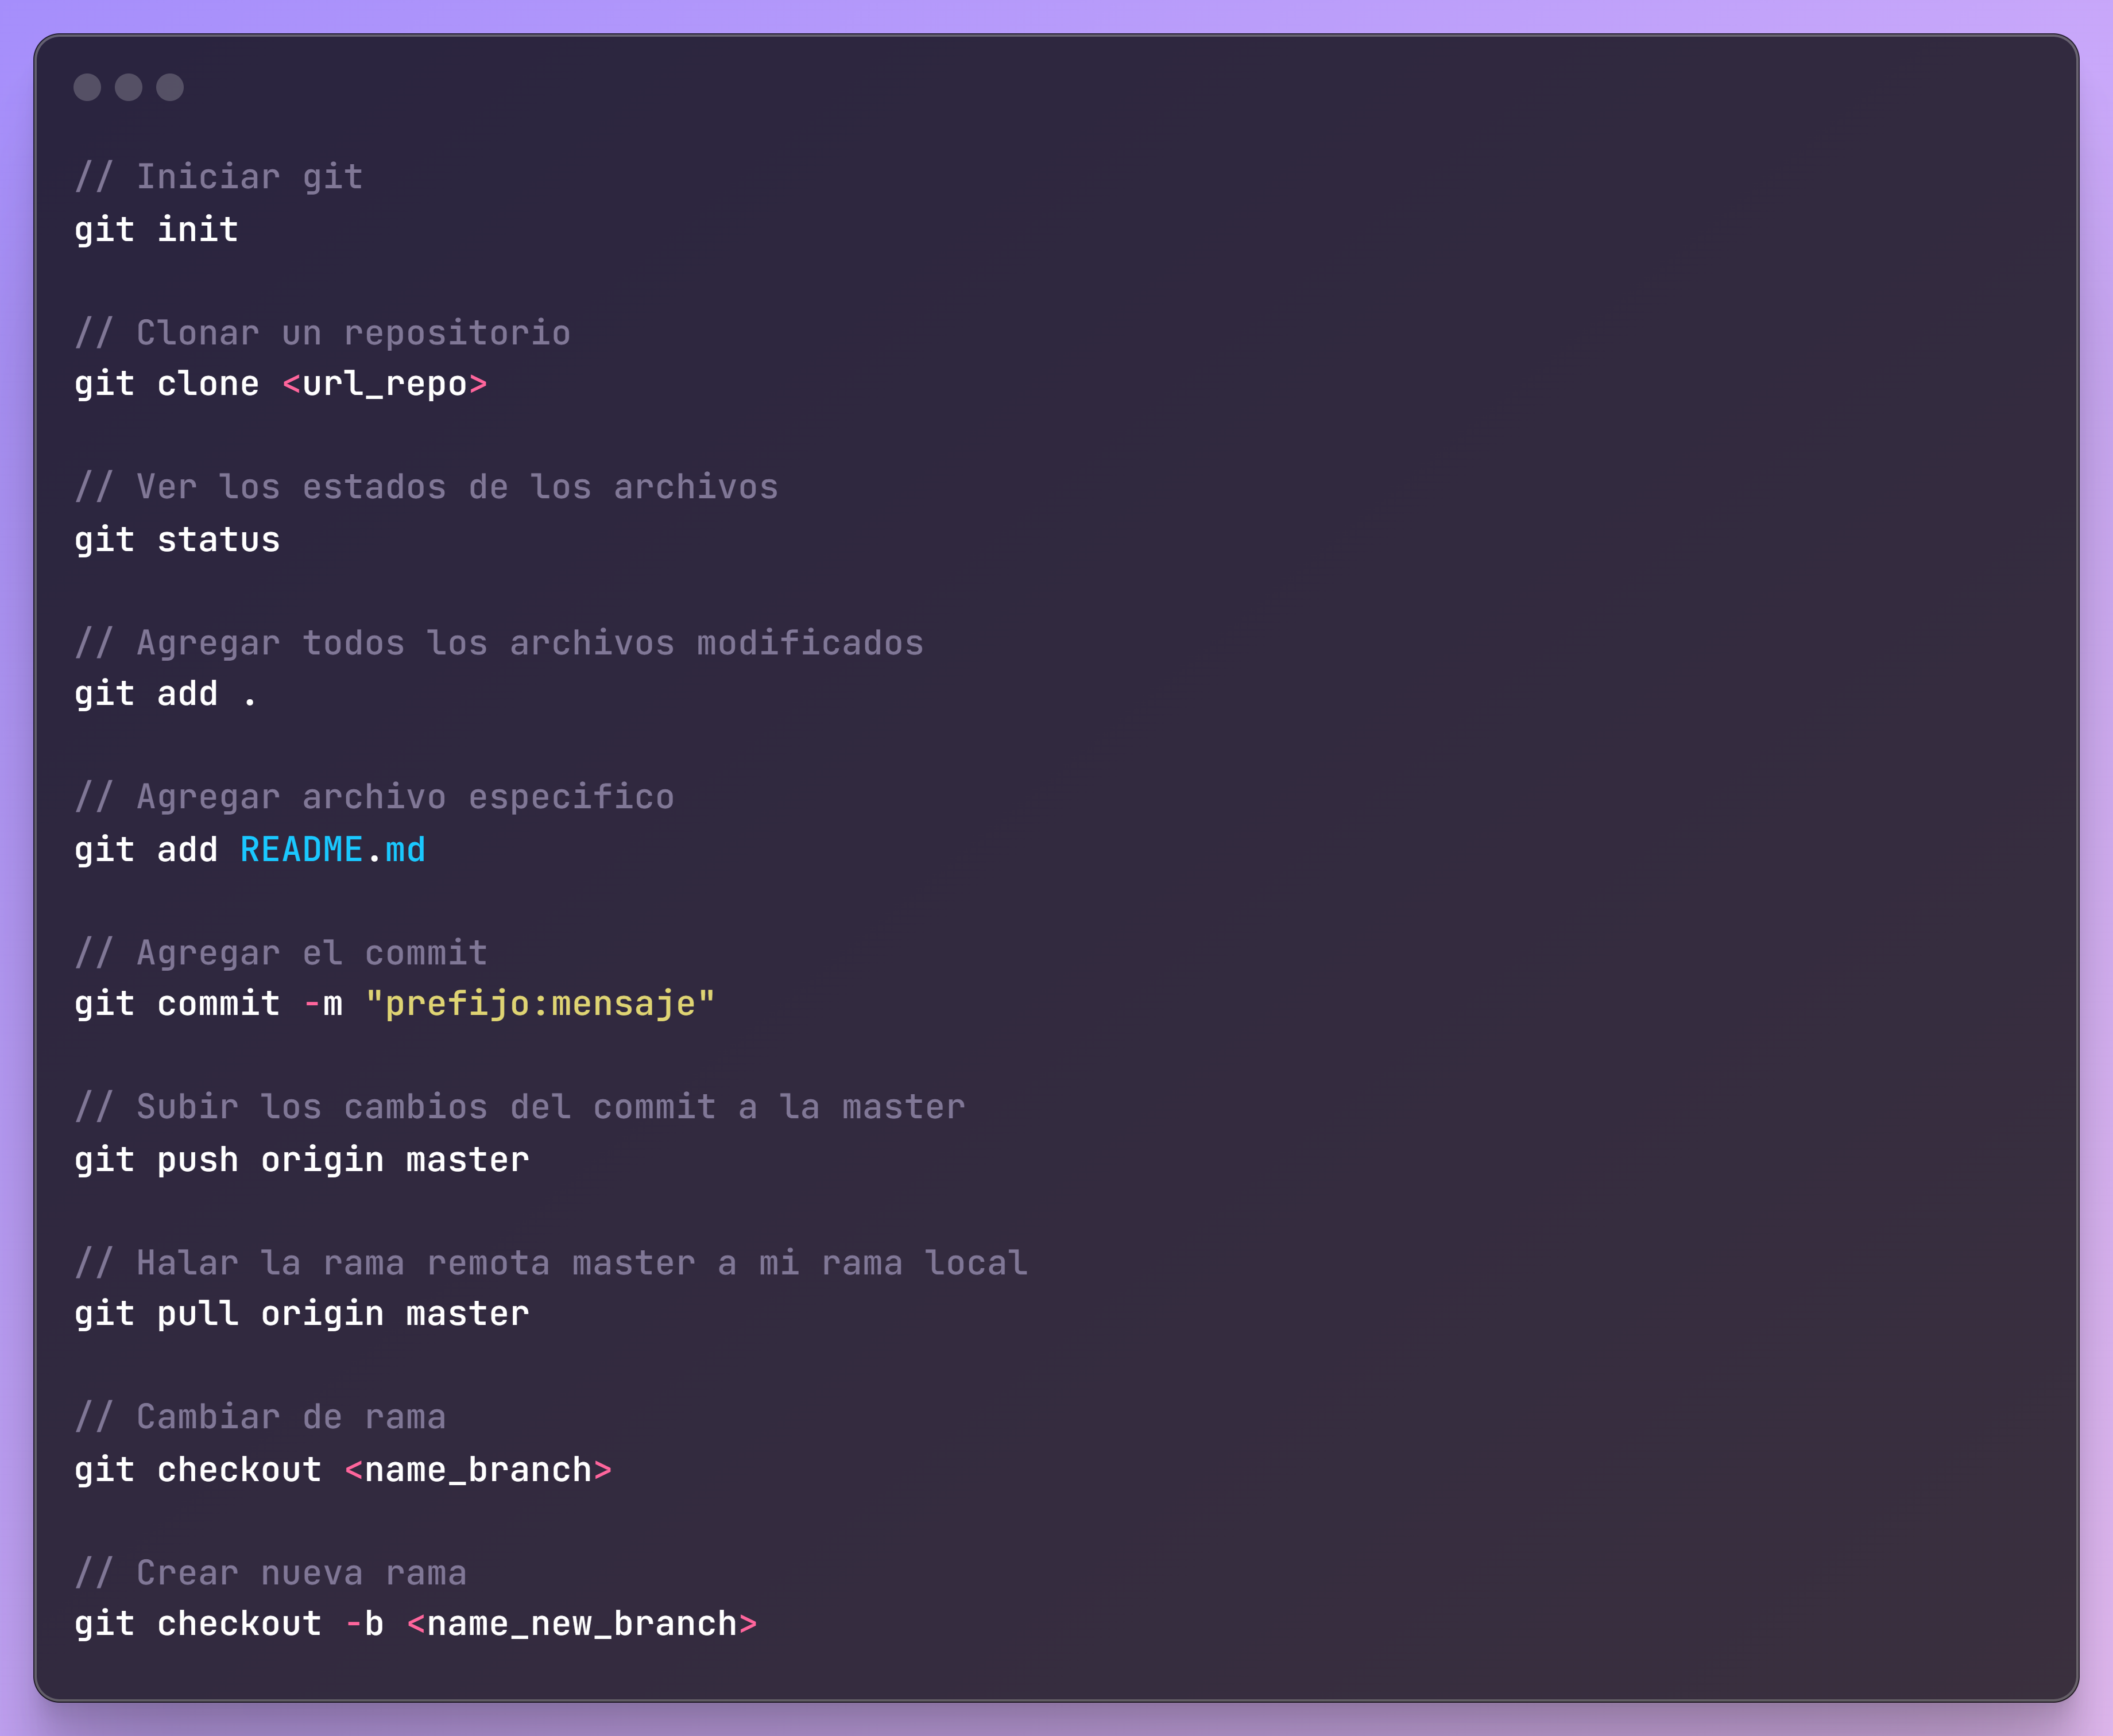 // Iniciar git
git init
// Clonar un repositorio
git clone <url_repo>
// Ver los estados de los archivos
git status
// Agregar todos los archivos modificados
git add .
// Agregar archivo especifico
git add README.md
// Agregar el commit
git commit -m "prefijo:mensaje"
// Subir los cambios del commit a la master
git push origin master
// Halar la rama remota master a mi rama local
git pull origin master
// Cambiar de rama
git checkout <name_branch>
// Crear nueva rama
git checkout -b <name_new_branch>